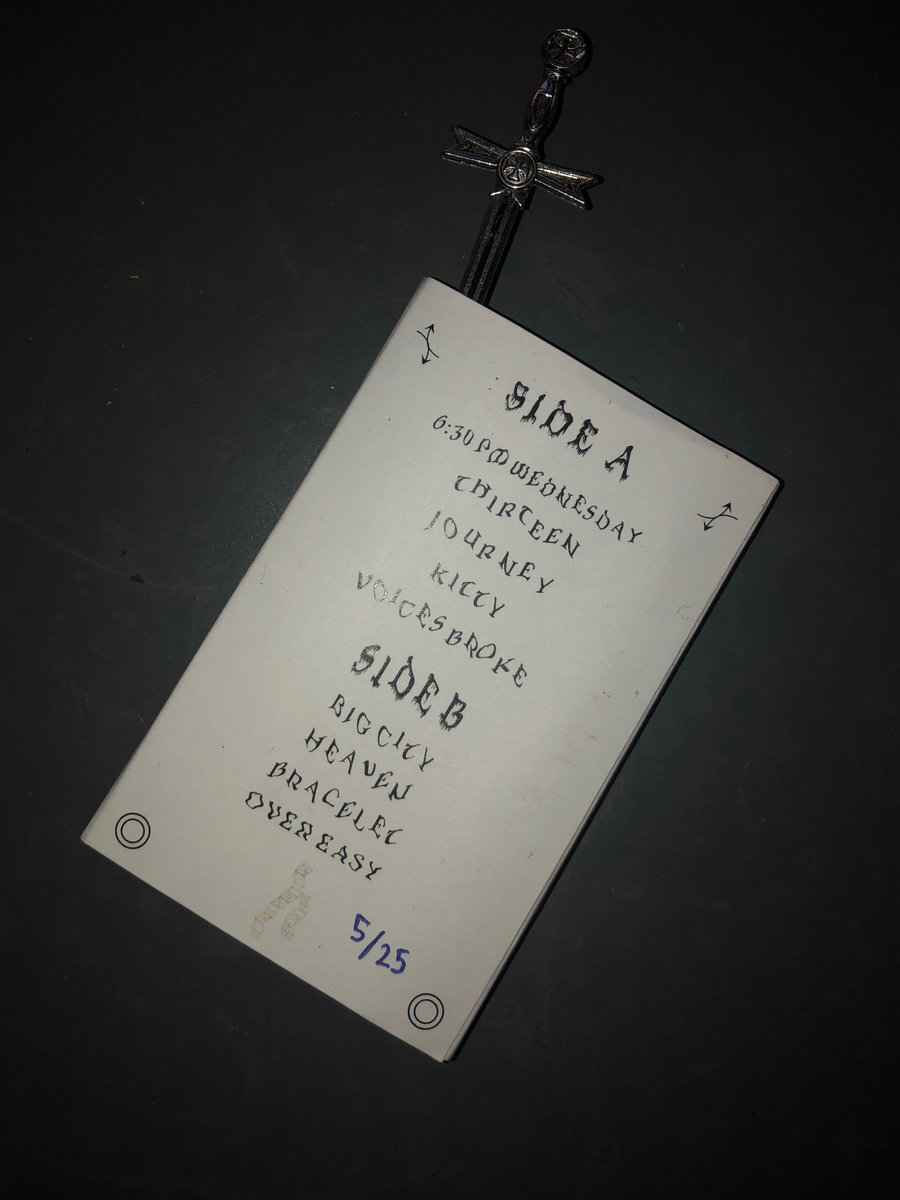 SIDE A
6:30 PM WEDNESDAY
THIRTEEN
JOURNEY
KITTY
VOICES BROKE
SIDE B
BIG CITY
HEAVEN
BRACELET
OVER EASY
5/25